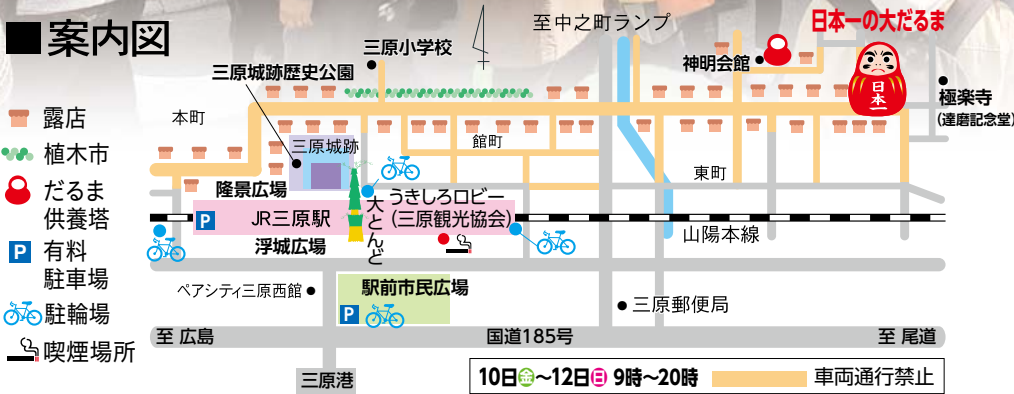 ■案内図
露店
植木市
だるま
供養塔
P 有料
駐車場
駐輪場
喫煙場所
至中之町ランプ
日本一の大だるま
日本一
三原小学校
神明会館
三原城跡歴史公園
極楽寺
(達磨記念堂)
本町
三原城跡
館町
東町
隆景広場
うきしろロビー
(三原観光協会)
大とんど
P
JR三原駅
浮城広場
山陽本線
ペアシティ三原西館
駅前市民広場
P
三原郵便局
至 広島
国道185号
至 尾道
三原港
10日金〜12日日 9時〜20時
車両通行禁止